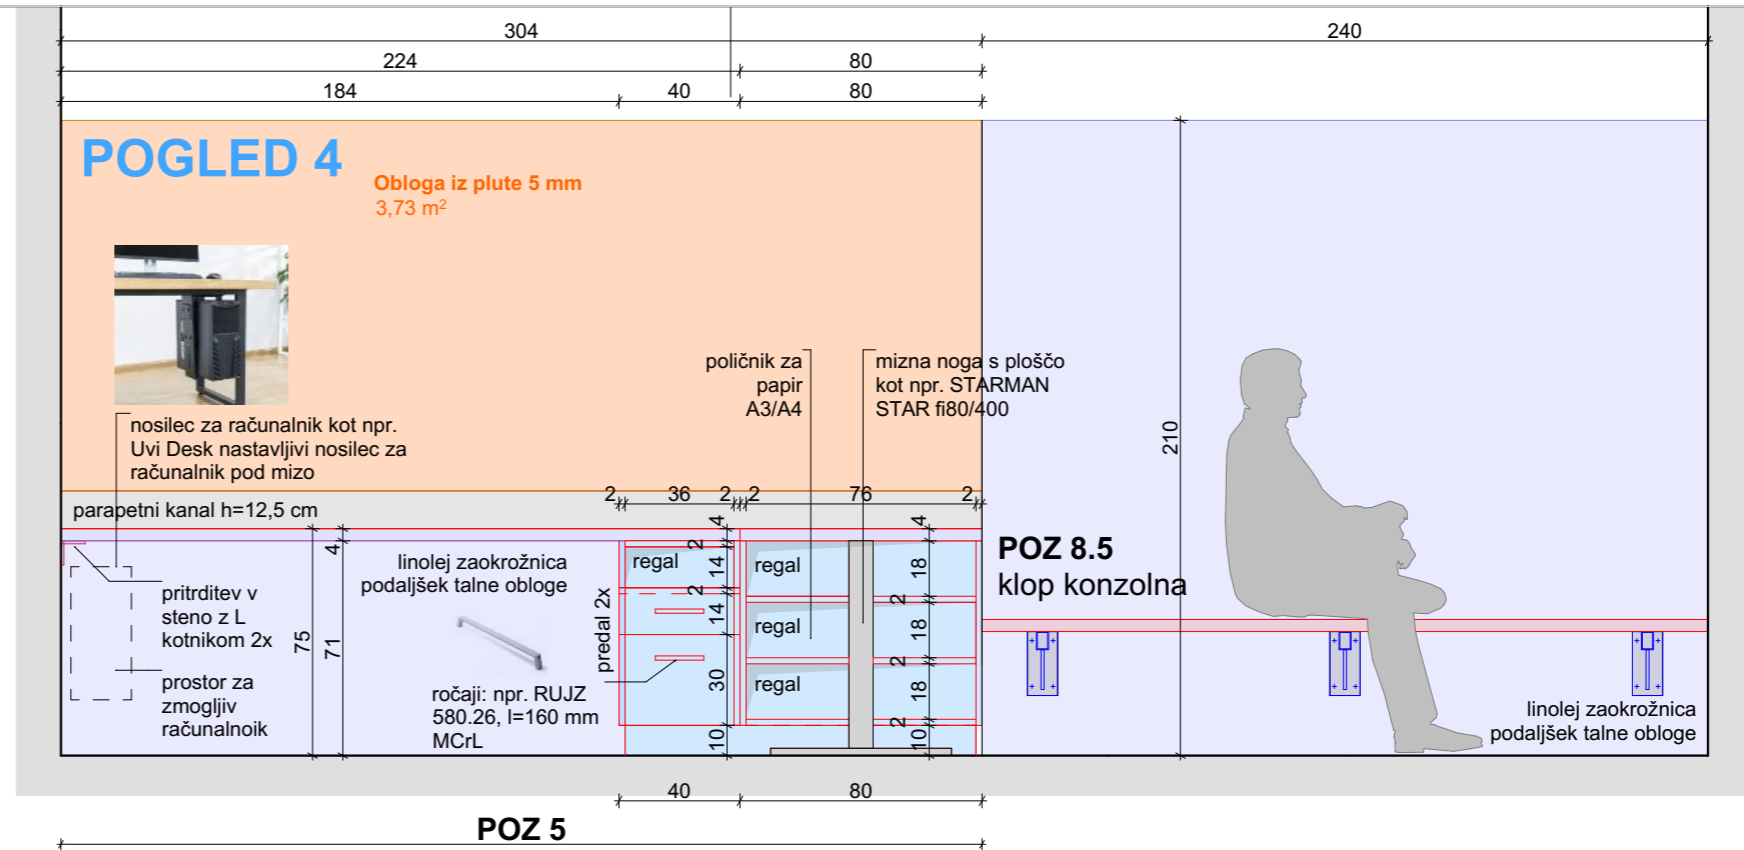 304
240
224
80
184
40
80
POGLED 4
Obloga iz plute 5 mm
3,73 m²
poličnik za
papir
A3/A4
mizna noga s ploščo
kot npr. STARMAN
STAR fi80/400
210
nosilec za računalnik kot npr.
Uvi Desk nastavljivi nosilec za
računalnik pod mizo
2
36
2
2
76
2
parapetni kanal h=12,5 cm
4
4
4
linolej zaokrožnica
podaljšek talne obloge
regal
2
14
2
14
30
10
regal
regal
regal
18
2
18
2
18
2
10
POZ 8.5
klop konzolna
pritrditev v
steno z L
kotnikom 2x
75
71
predal 2x
prostor za
zmogljiv
računalnoik
ročaji: npr. RUJZ
580.26, l=160 mm
MCrL
linolej zaokrožnica
podaljšek talne obloge
40
80
POZ 5